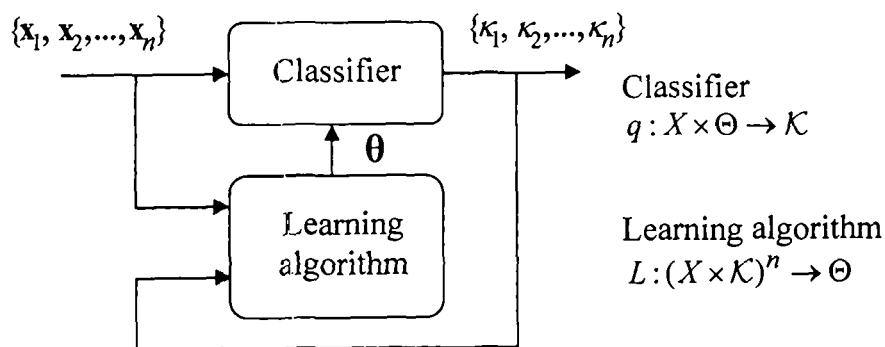 {x₁, x₂,..., xₙ}
{κ₁, κ₂,..., κₙ}
Classifier
θ
Learning
algorithm
Classifier
q : X × Θ → 𝒦
Learning algorithm
L : (X × 𝒦)ⁿ → Θ